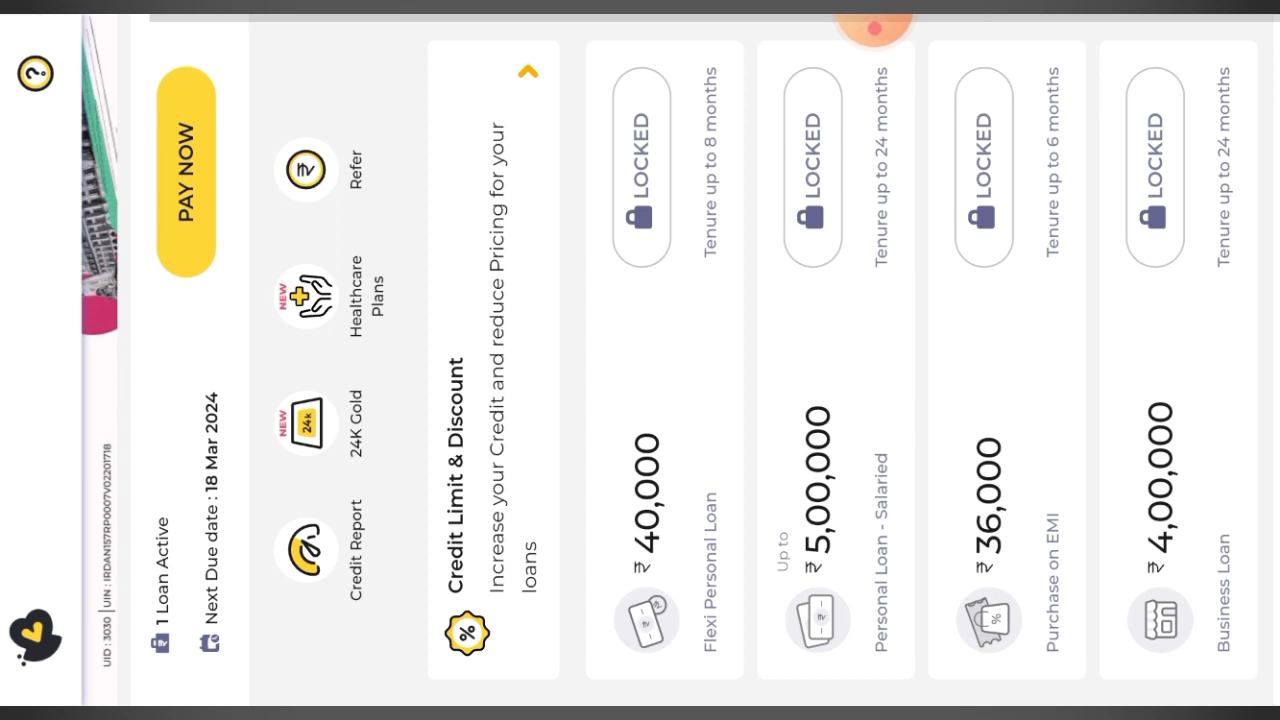 ?
UID : 3030 | UIN : IRDAN157RP0007V02201718
1 Loan Active
Next Due date : 18 Mar 2024
PAY NOW
NEW
NEW
24k
Credit Report
24K Gold
Healthcare
Plans
Refer
Credit Limit & Discount
Increase your Credit and reduce Pricing for your
loans
₹ 40,000
LOCKED
Flexi Personal Loan
Tenure up to 8 months
Up to
₹ 5,00,000
LOCKED
Personal Loan - Salaried
Tenure up to 24 months
₹ 36,000
LOCKED
Purchase on EMI
Tenure up to 6 months
₹ 4,00,000
LOCKED
Business Loan
Tenure up to 24 months